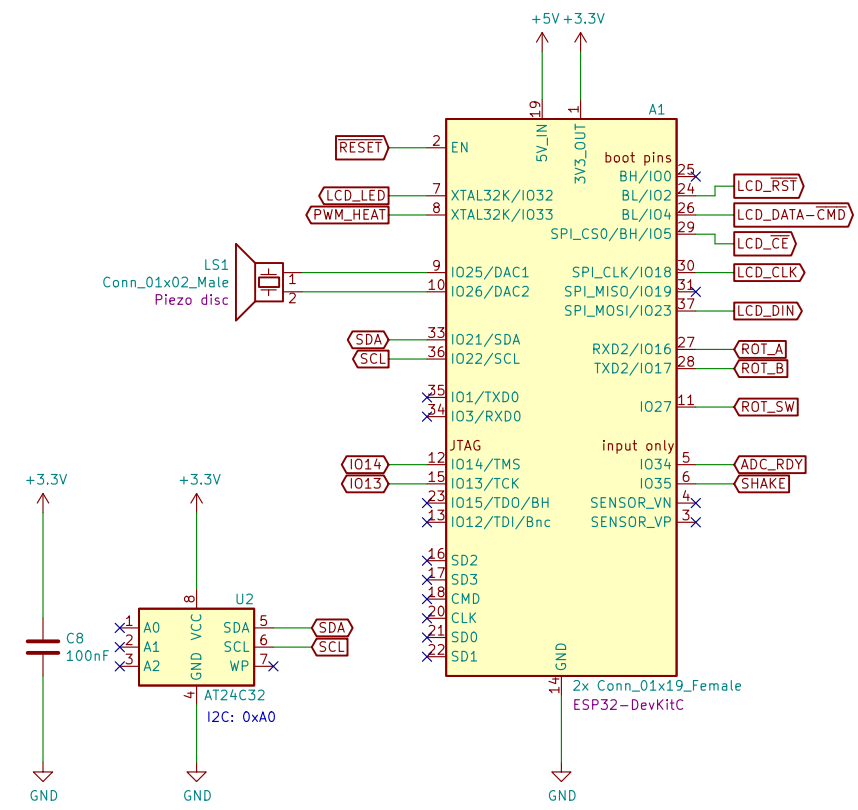 +5V +3.3V
A1
19 1
5V_IN 3V3_OUT
RESET 2 EN
boot pins
BH/IO0 25
BL/IO2 24 LCD_RST
LCD_LED 7 XTAL32K/IO32
PWM_HEAT 8 XTAL32K/IO33
BL/IO4 26 LCD_DATA-CMD
SPI_CS0/BH/IO5 29 LCD_CE
LS1
Conn_01x02_Male
Piezo disc
1 9 IO25/DAC1
2 10 IO26/DAC2
SPI_CLK/IO18 30 LCD_CLK
SPI_MISO/IO19 31
SPI_MOSI/IO23 37 LCD_DIN
SDA 33 IO21/SDA
SCL 36 IO22/SCL
RXD2/IO16 27 ROT_A
TXD2/IO17 28 ROT_B
35 IO1/TXD0
34 IO3/RXD0
IO27 11 ROT_SW
JTAG
input only
IO14 12 IO14/TMS
IO34 5 ADC_RDY
IO13 15 IO13/TCK
IO35 6 SHAKE
23 IO15/TDO/BH
SENSOR_VN 4
13 IO12/TDI/Bnc
SENSOR_VP 3
16 SD2
17 SD3
18 CMD
20 CLK
21 SD0
22 SD1
GND
14
2x Conn_01x19_Female
ESP32-DevKitC
GND
+3.3V
C8
100nF
GND
+3.3V
8
U2
VCC
1 A0 SDA 5 SDA
2 A1 SCL 6 SCL
3 A2 WP 7
GND
4
AT24C32
I2C: 0xA0
GND